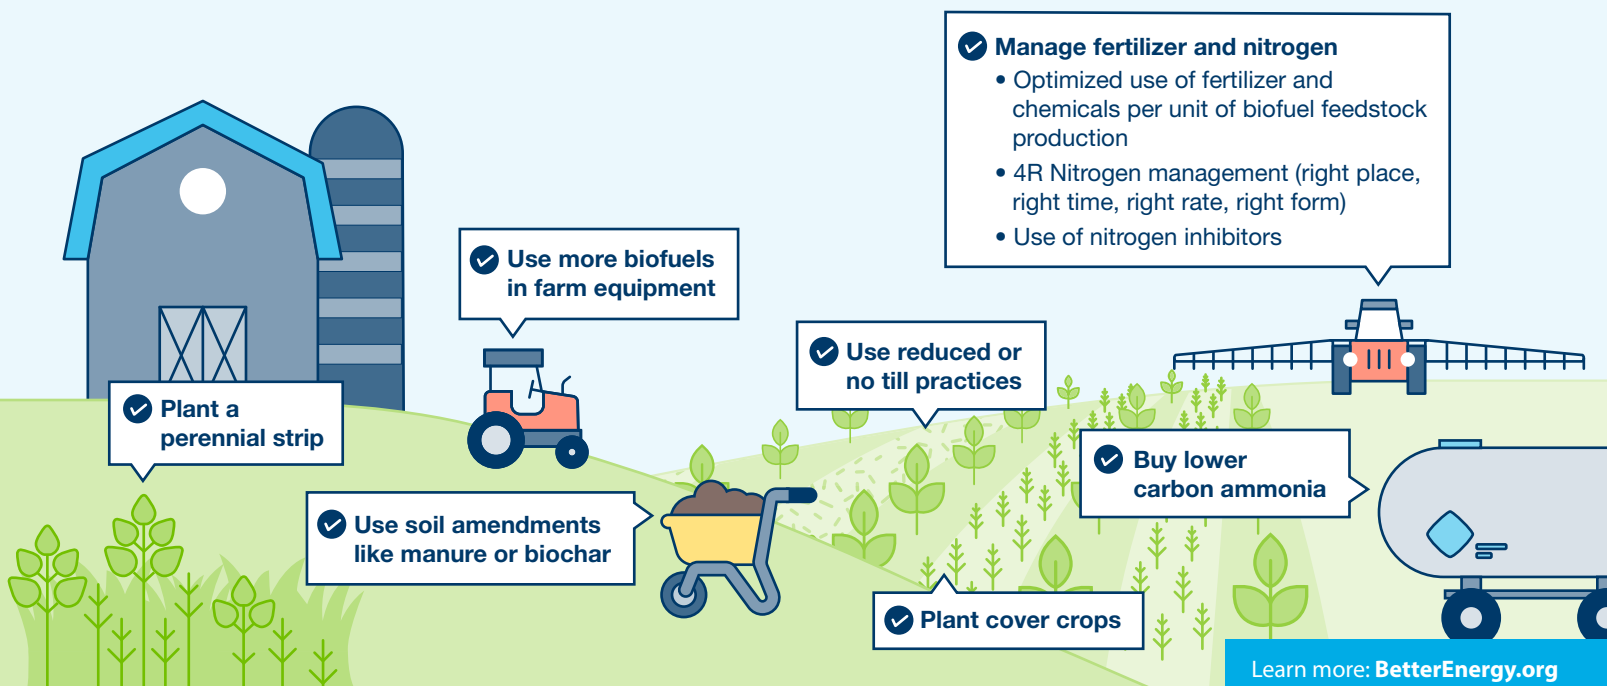 Manage fertilizer and nitrogen
• Optimized use of fertilizer and
chemicals per unit of biofuel feedstock
production
• 4R Nitrogen management (right place,
right time, right rate, right form)
• Use of nitrogen inhibitors
Use more biofuels
in farm equipment
Use reduced or
no till practices
Plant a
perennial strip
Buy lower
carbon ammonia
Use soil amendments
like manure or biochar
Plant cover crops
Learn more: BetterEnergy.org